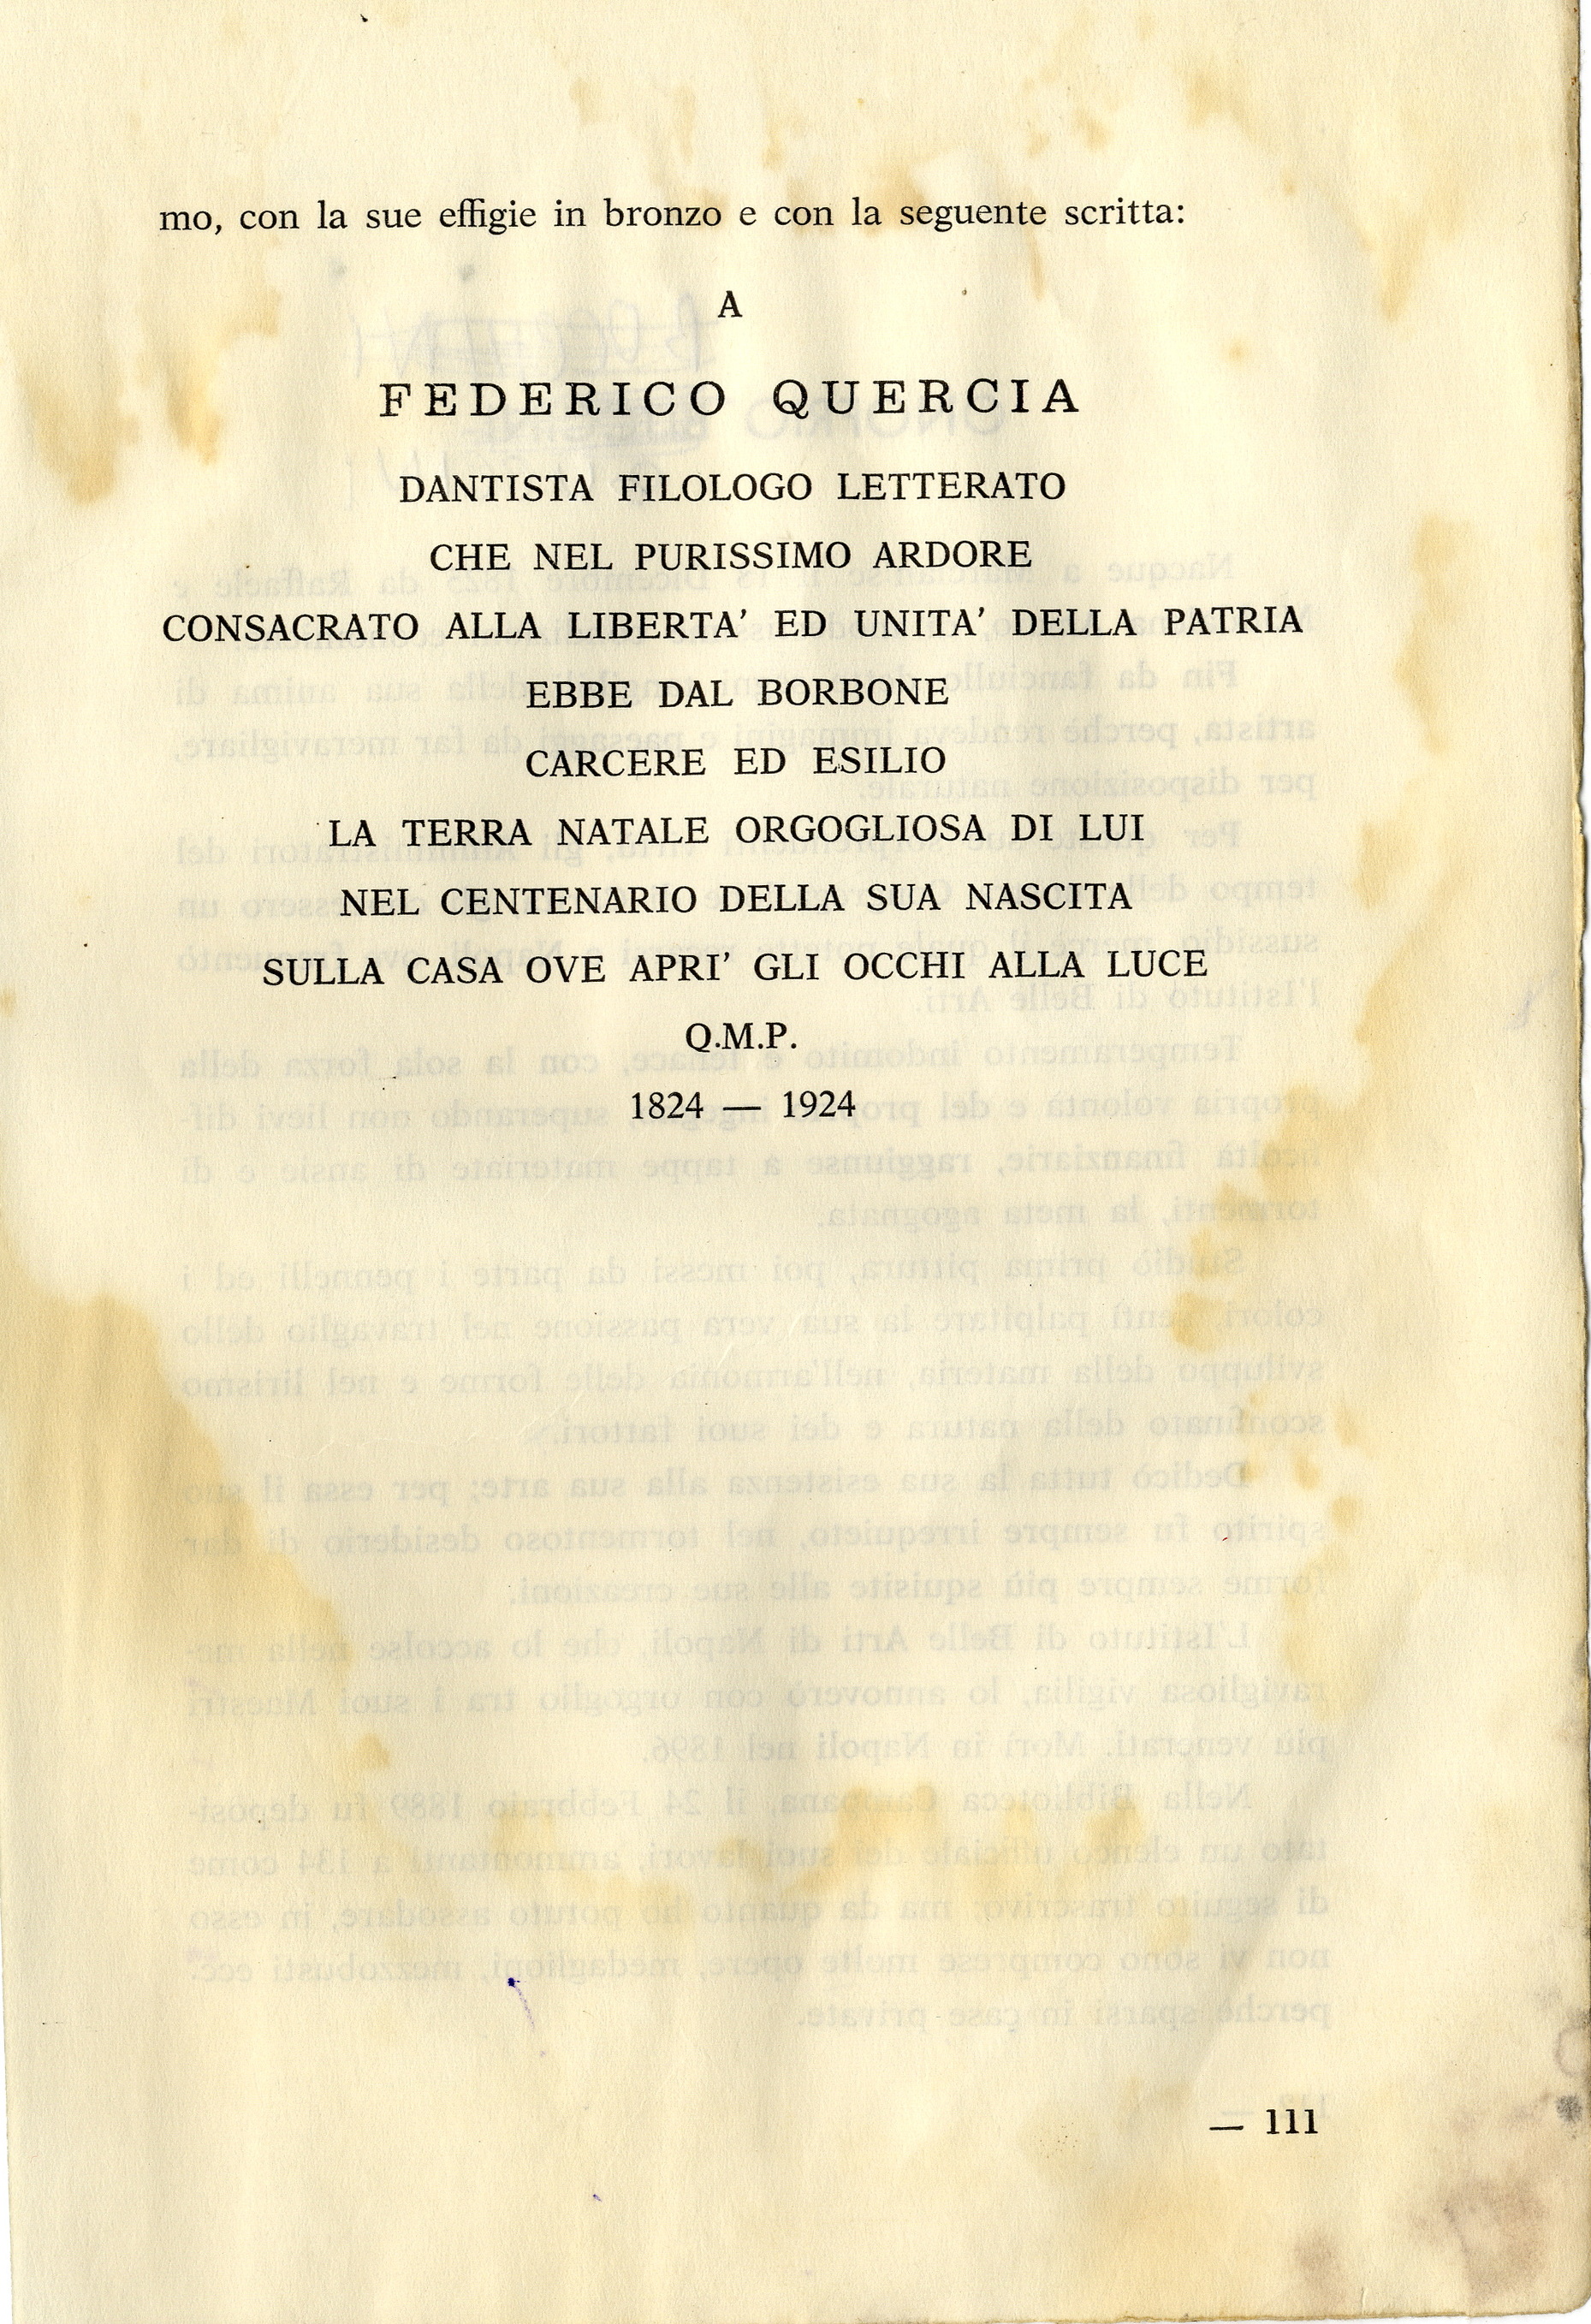 mo, con la sue effigie in bronzo e con la seguente scritta:
A
FEDERICO QUERCIA
DANTISTA FILOLOGO LETTERATO
CHE NEL PURISSIMO ARDORE
CONSACRATO ALLA LIBERTA' ED UNITA' DELLA PATRIA
EBBE DAL BORBONE
CARCERE ED ESILIO
LA TERRA NATALE ORGOGLIOSA DI LUI
NEL CENTENARIO DELLA SUA NASCITA
SULLA CASA OVE APRI' GLI OCCHI ALLA LUCE
Q.M.P.
1824 — 1924
— 111